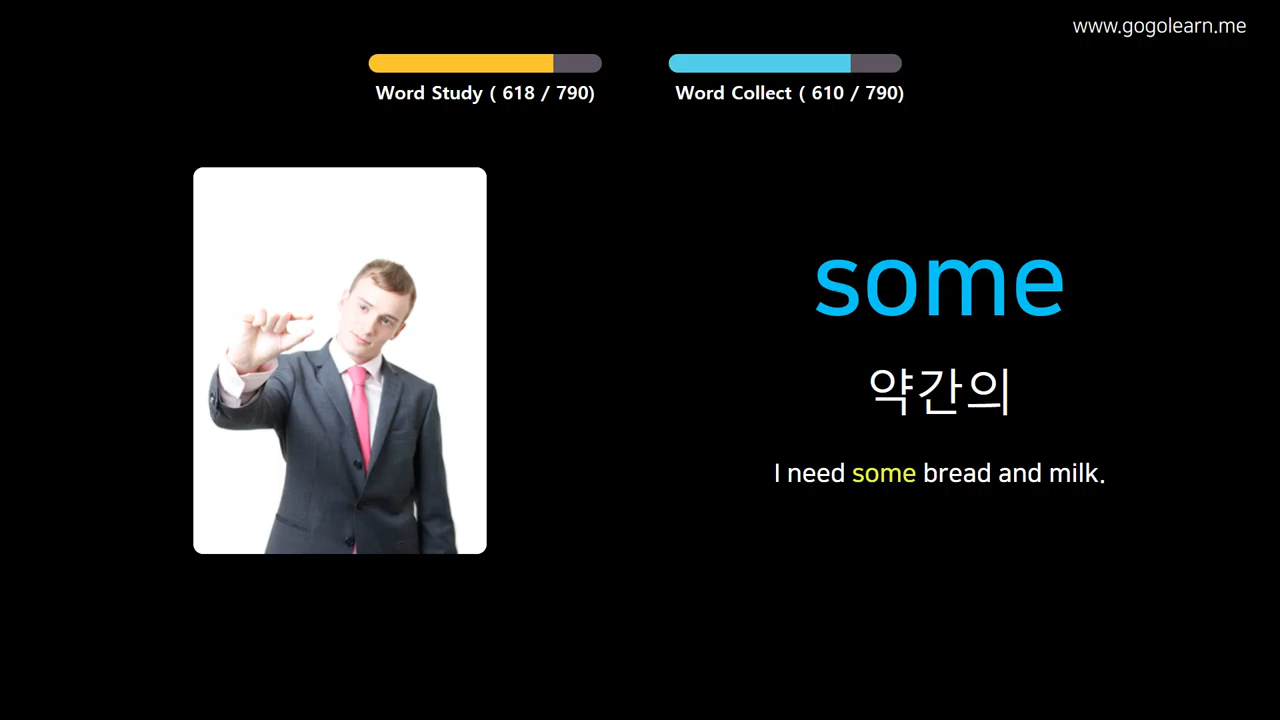 www.gogolearn.me
Word Study ( 618 / 790)
Word Collect ( 610 / 790)
some
약간의
I need some bread and milk.